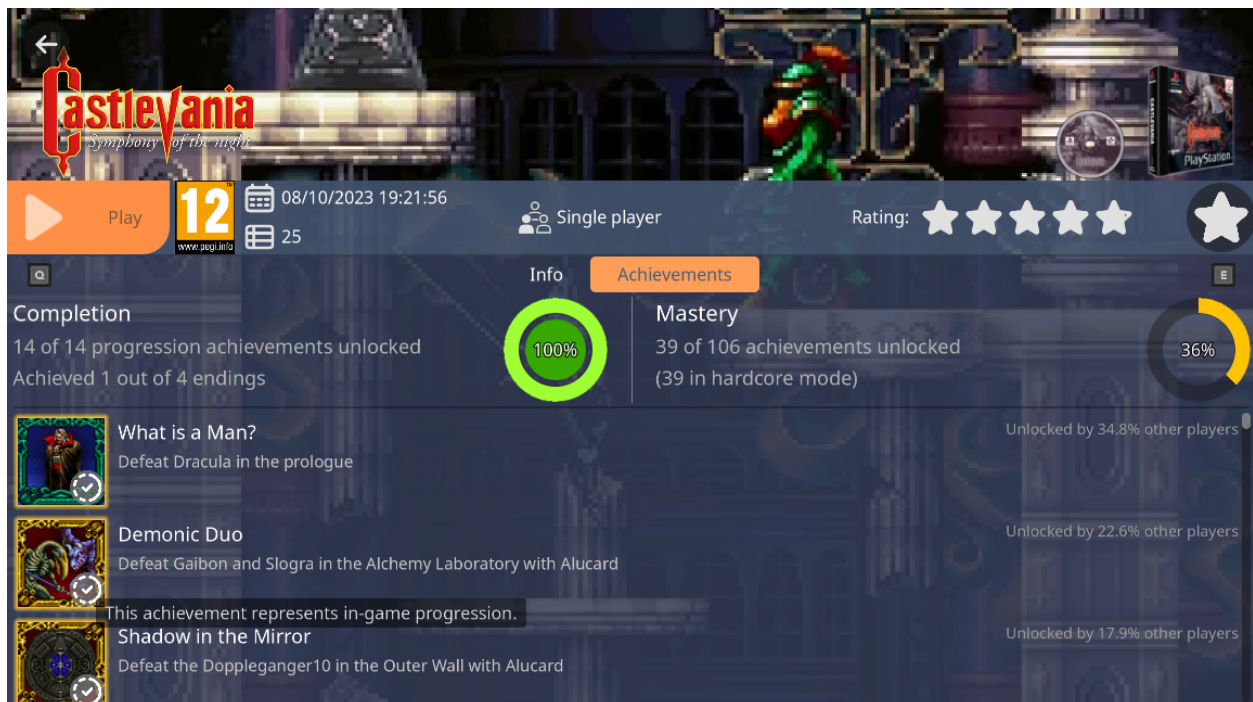 Castlevania
Symphony of the night
PlayStation
Play
12
www.pegi.info
08/10/2023 19:21:56
25
Single player
Rating:
Q
Info
Achievements
E
Completion
14 of 14 progression achievements unlocked
Achieved 1 out of 4 endings
100%
Mastery
39 of 106 achievements unlocked
(39 in hardcore mode)
36%
What is a Man?
Defeat Dracula in the prologue
Unlocked by 34.8% other players
Demonic Duo
Defeat Gaibon and Slogra in the Alchemy Laboratory with Alucard
Unlocked by 22.6% other players
This achievement represents in-game progression.
Shadow in the Mirror
Defeat the Doppleganger10 in the Outer Wall with Alucard
Unlocked by 17.9% other players